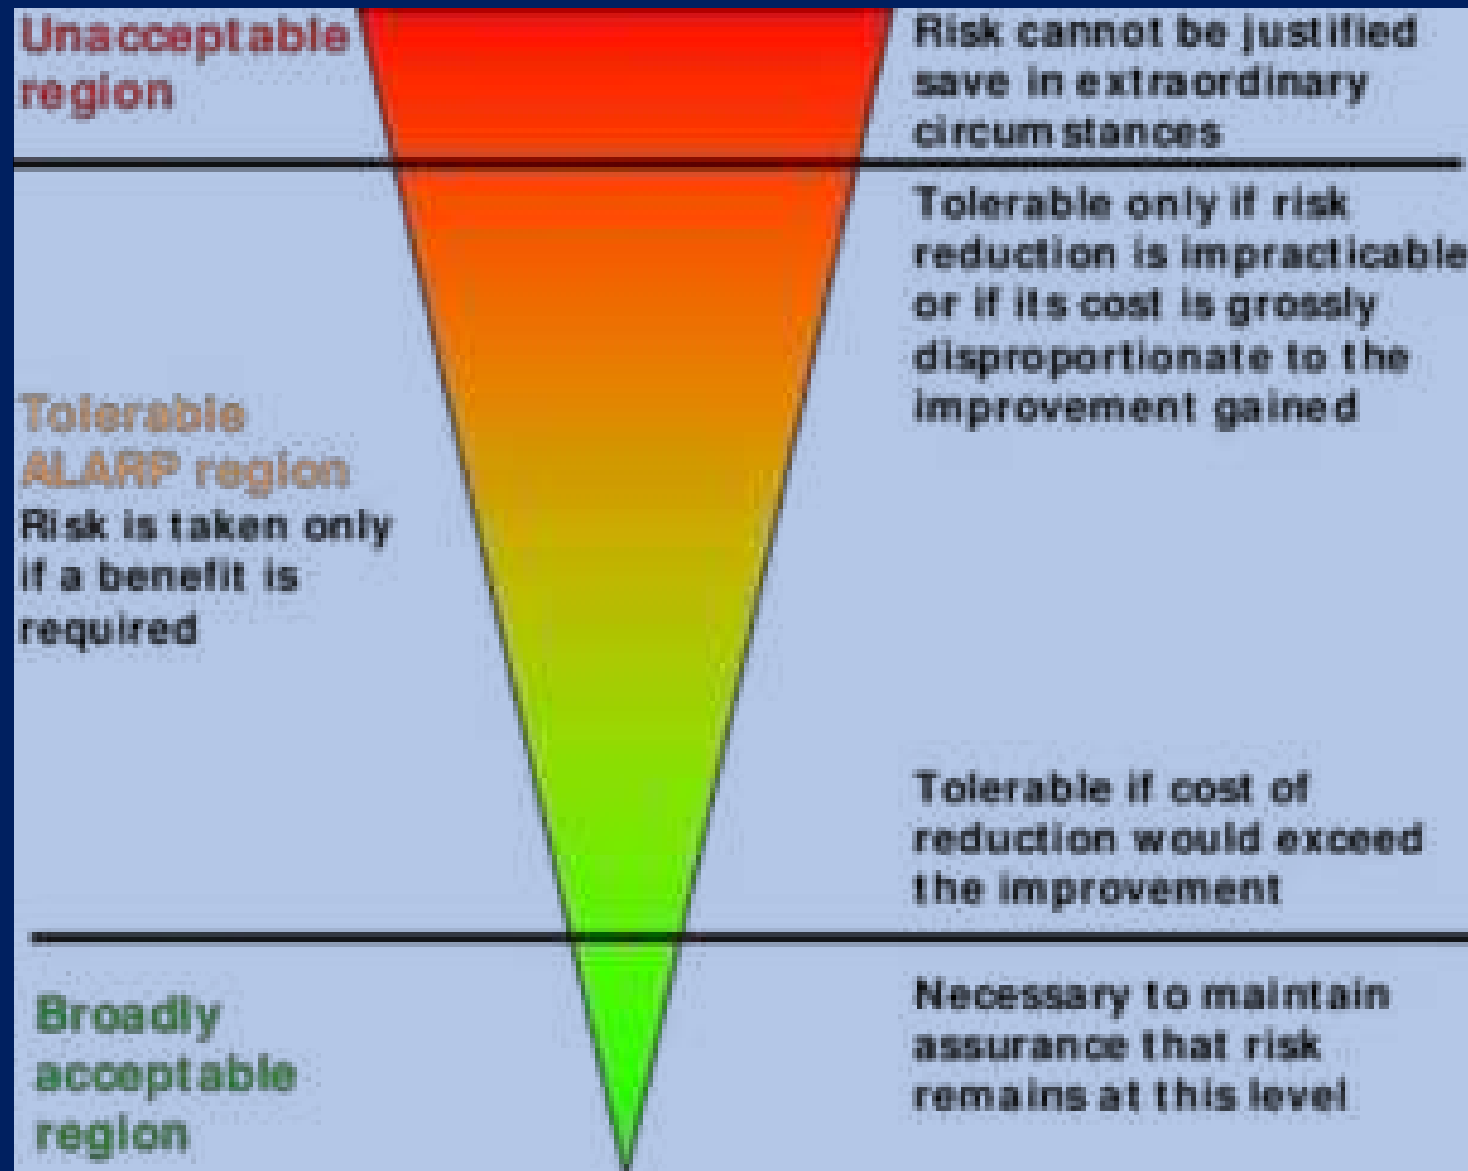 Unacceptable
region
Risk cannot be justified
save in extraordinary
circumstances
Tolerable only if risk
reduction is impracticable
or if its cost is grossly
disproportionate to the
improvement gained
Tolerable
ALARP region
Risk is taken only
if a benefit is
required
Tolerable if cost of
reduction would exceed
the improvement
Broadly
acceptable
region
Necessary to maintain
assurance that risk
remains at this level